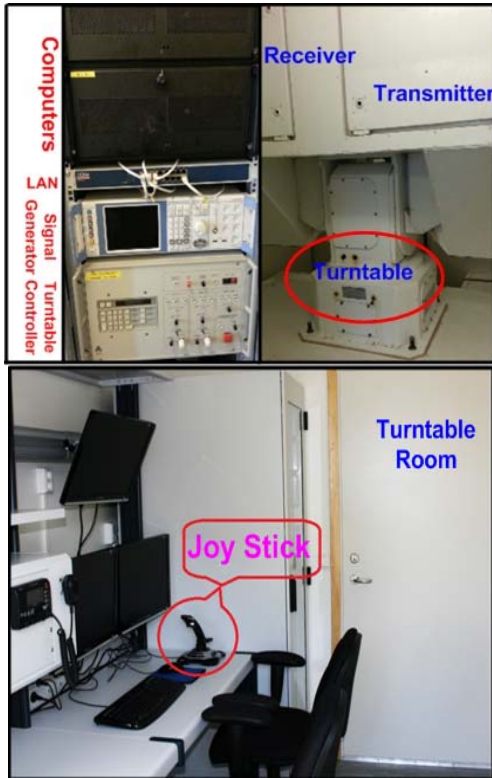 Computers
LAN
Signal
Generator
Turntable
Controller
Receiver
Transmitter
Turntable
Turntable
Room
Joy Stick